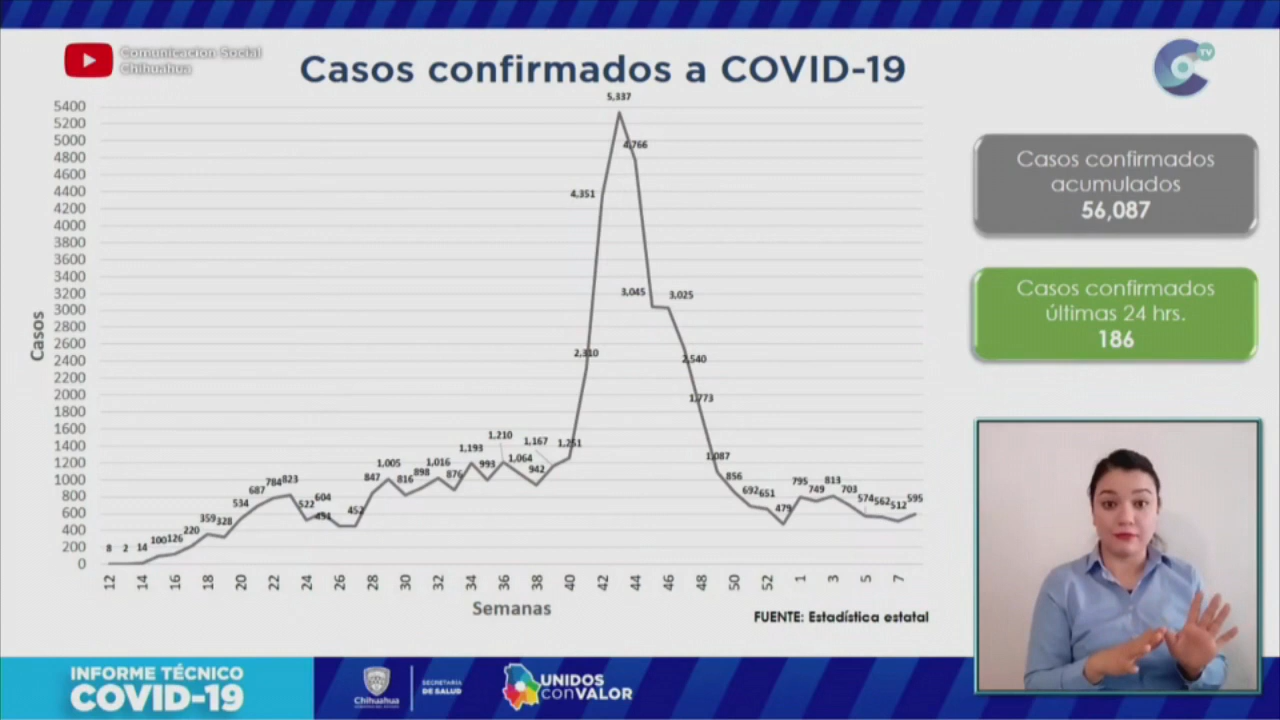 Comunicacion Social
Chihuahua
TV
Casos confirmados a COVID-19
Casos
5400
5200
5000
4800
4600
4400
4200
4000
3800
3600
3400
3200
3000
2800
2600
2400
2200
2000
1800
1600
1400
1200
1000
800
600
400
200
0
8 2 14 100 126 220 359 328 534 687 784 823 522 604 451 452 847 1,005 816 898 1,016 876 1,193 993 1,210 1,064 942 1,167 1,251 2,310 4,351 5,337 4,766 3,045 3,025 2,540 1,773 1,087 856 692 651 479 795 749 813 703 574 562 512 595
12 14 16 18 20 22 24 26 28 30 32 34 36 38 40 42 44 46 48 50 52 1 3 5 7
Semanas
FUENTE: Estadística estatal
Casos confirmados
acumulados
56,087
Casos confirmados
últimas 24 hrs.
186
INFORME TÉCNICO
COVID-19
Chihuahua
SECRETARÍA
DE SALUD
UNIDOS
conVALOR